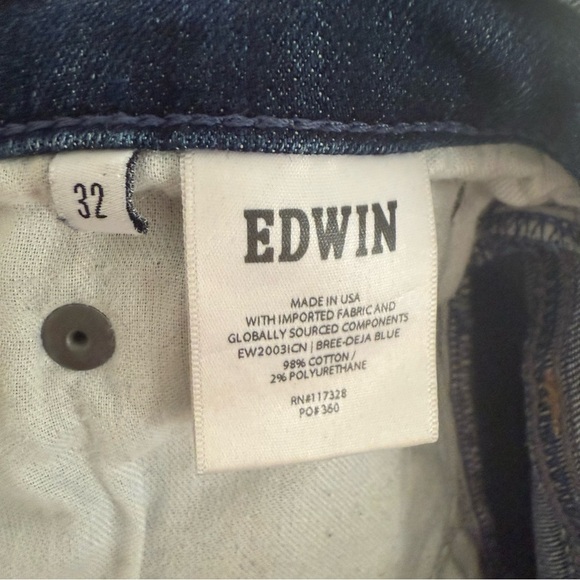 32
EDWIN
MADE IN USA
WITH IMPORTED FABRIC AND
GLOBALLY SOURCED COMPONENTS
EW2003ICN | BREE-DEJA BLUE
98% COTTON /
2% POLYURETHANE
RN#117328
PO# 360